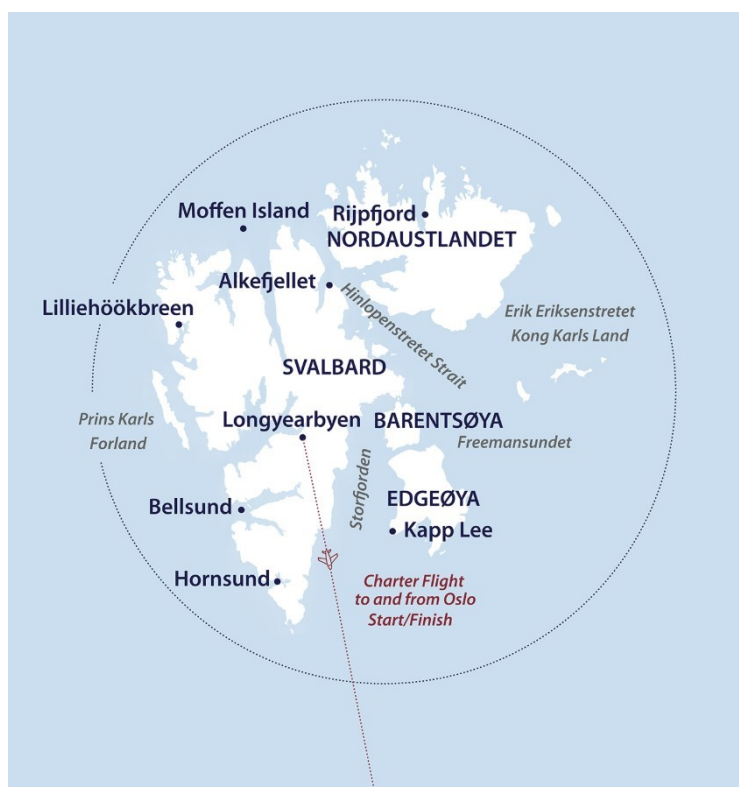 Moffen Island
Rijpfjord
NORDAUSTLANDET
Alkefjellet
Hinlopenstretet Strait
Lilliehöökbreen
Erik Eriksenstretet
Kong Karls Land
SVALBARD
Prins Karls
Forland
Longyearbyen
BARENTSØYA
Freemansundet
Storfjorden
EDGEØYA
Bellsund
Kapp Lee
Hornsund
Charter Flight
to and from Oslo
Start/Finish